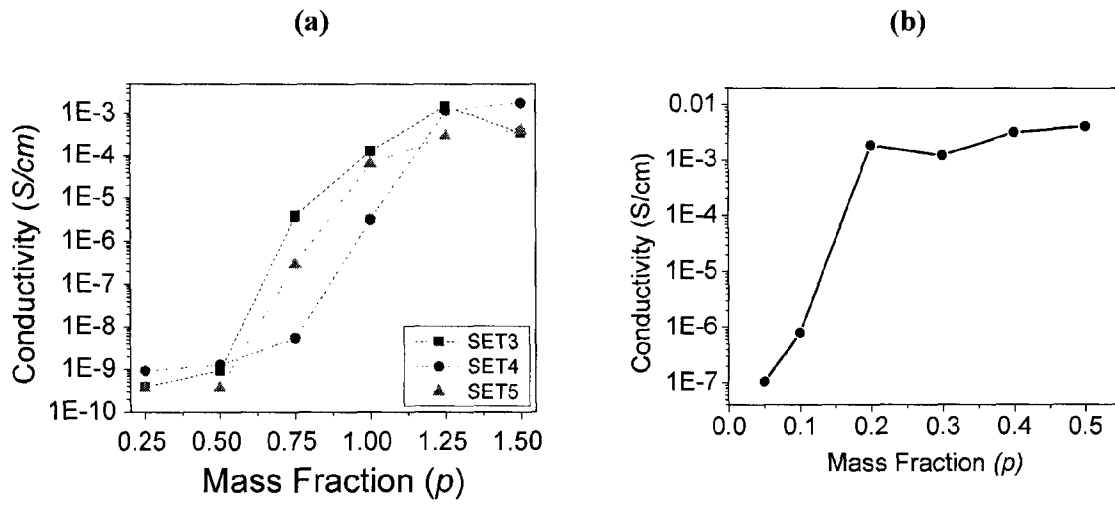 (a)
Conductivity (S/cm)
1E-3
1E-4
1E-5
1E-6
1E-7
1E-8
1E-9
1E-10
0.25 0.50 0.75 1.00 1.25 1.50
Mass Fraction (p)
SET3
SET4
SET5
(b)
Conductivity (S/cm)
0.01
1E-3
1E-4
1E-5
1E-6
1E-7
0.0 0.1 0.2 0.3 0.4 0.5
Mass Fraction (p)